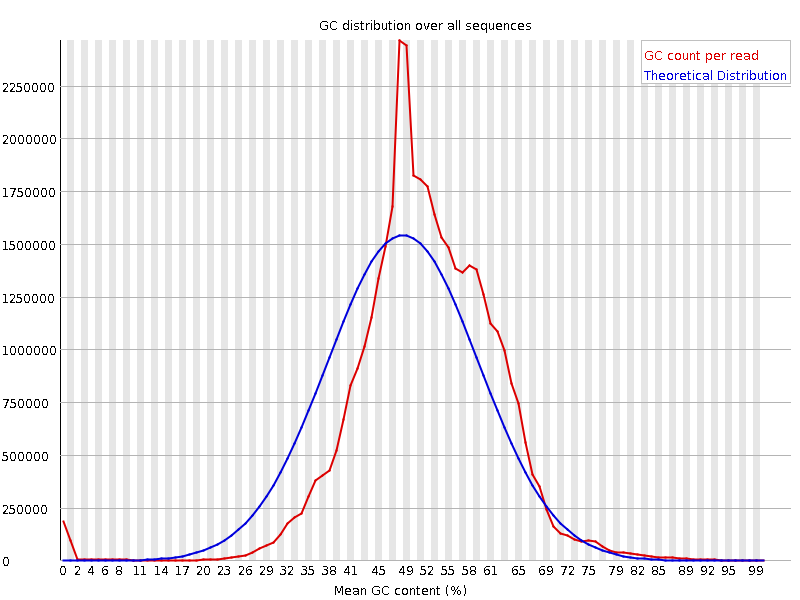 GC distribution over all sequences
GC count per read
Theoretical Distribution
2250000
2000000
1750000
1500000
1250000
1000000
750000
500000
250000
0
0 2 4 6 8 11 14 17 20 23 26 29 32 35 38 41 45 49 52 55 58 61 65 69 72 75 79 82 85 89 92 95 99
Mean GC content (%)